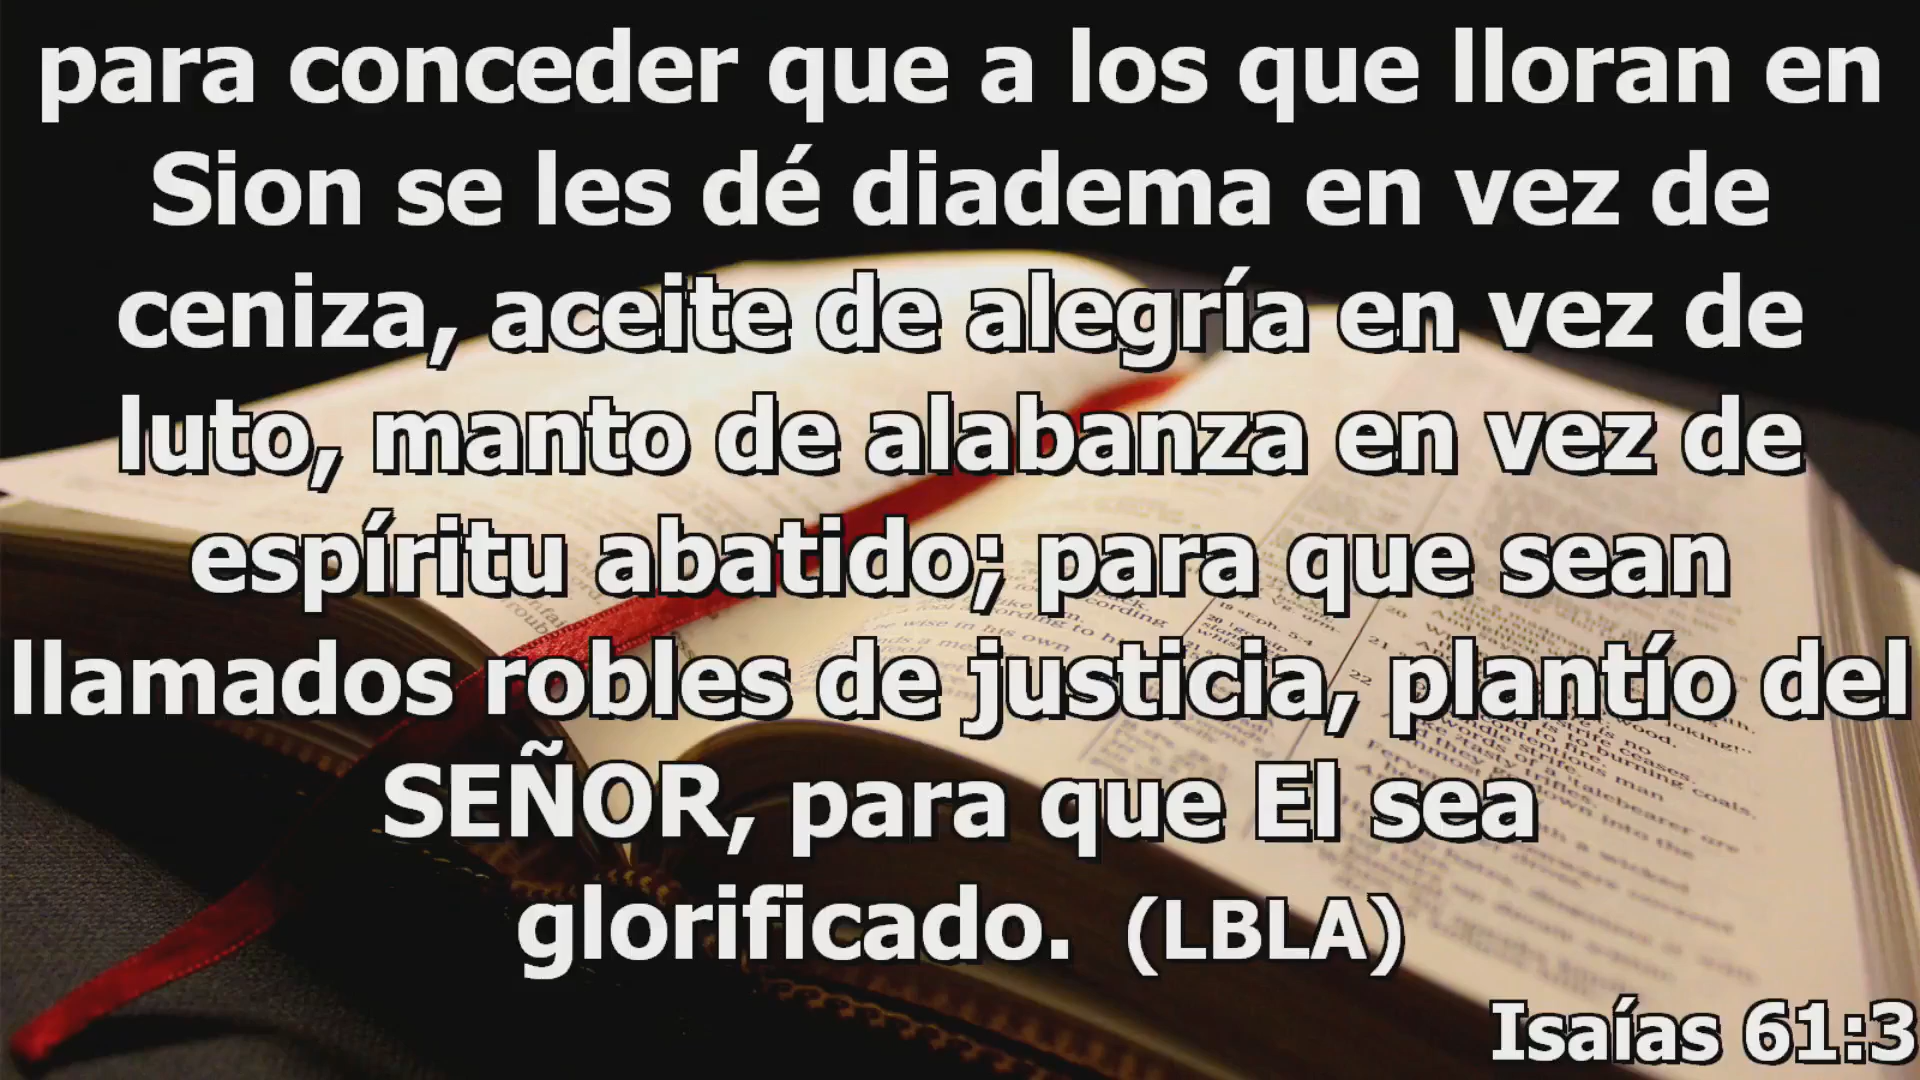 para conceder que a los que lloran en
Sion se les dé diadema en vez de
ceniza, aceite de alegría en vez de
luto, manto de alabanza en vez de
espíritu abatido; para que sean
llamados robles de justicia, plantío del
SEÑOR, para que El sea
glorificado. (LBLA)
Isaías 61:3